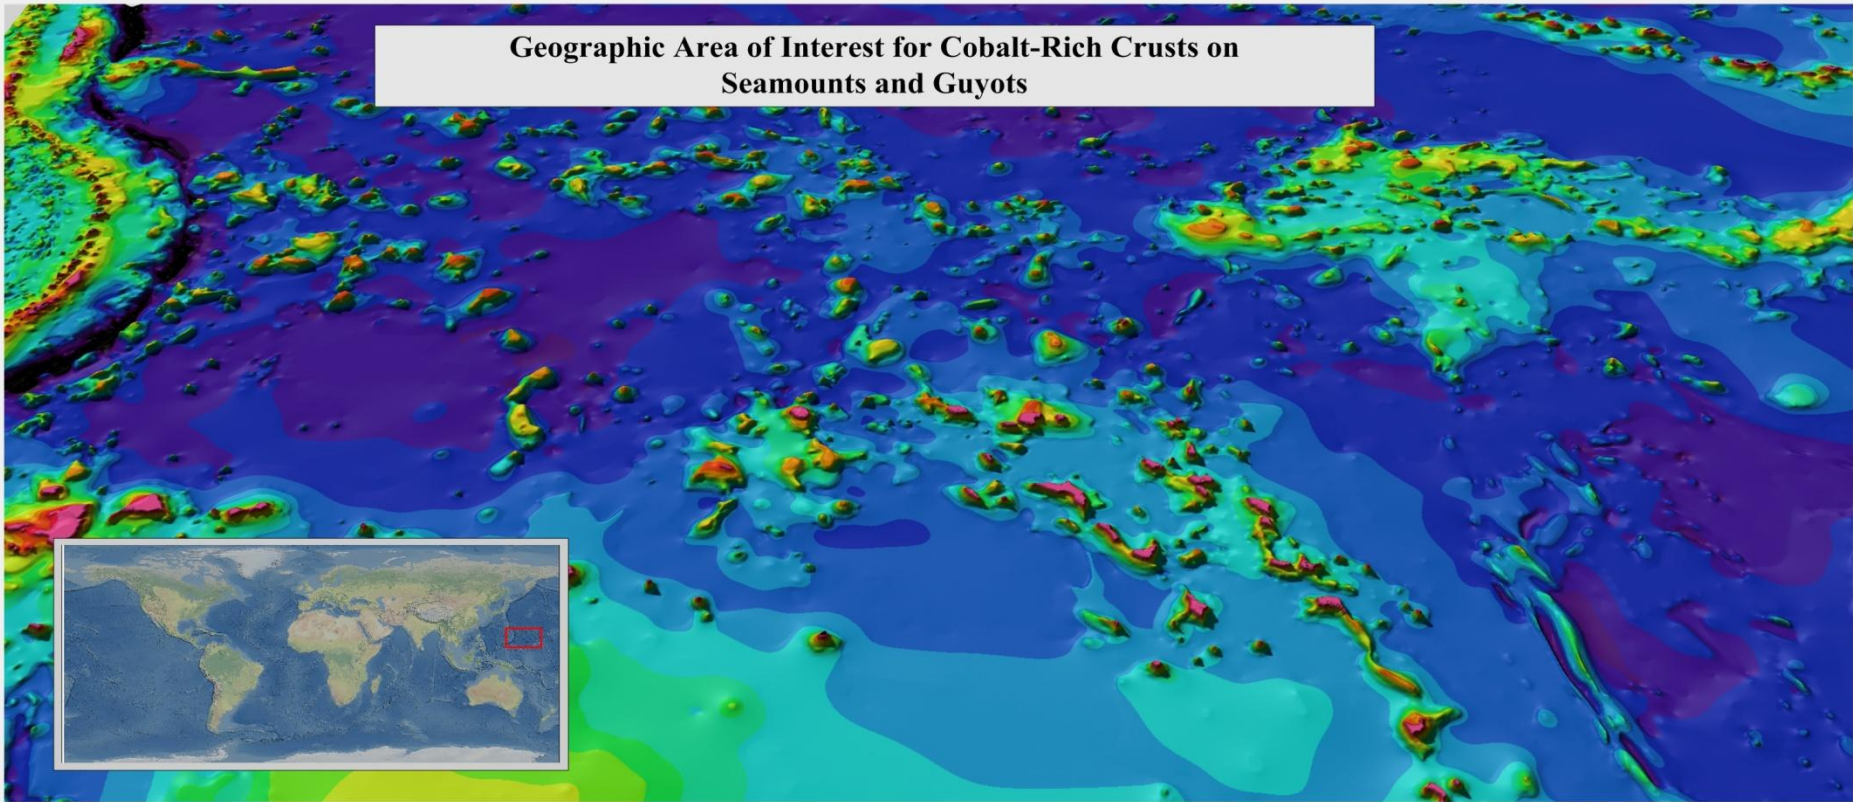 Geographic Area of Interest for Cobalt-Rich Crusts on
Seamounts and Guyots